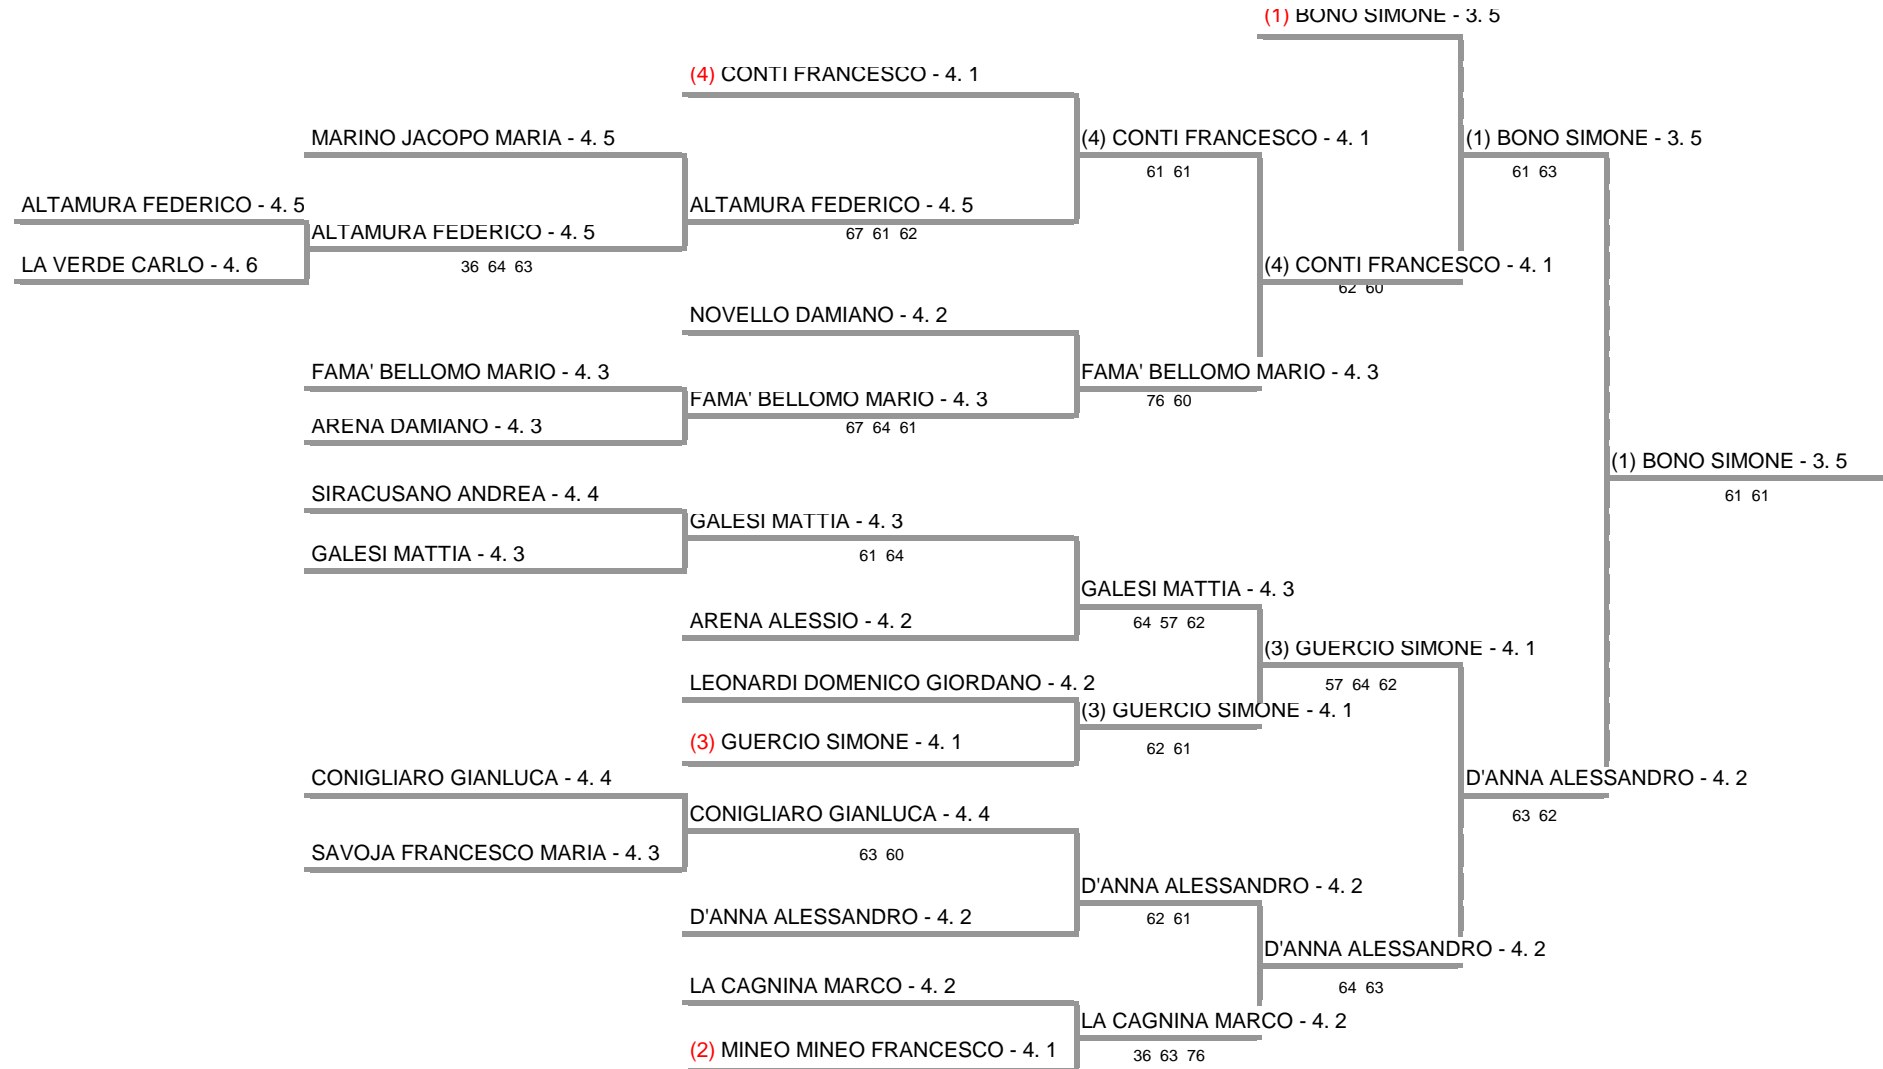 (1) BONO SIMONE - 3. 5
(4) CONTI FRANCESCO - 4. 1
MARINO JACOPO MARIA - 4. 5
(4) CONTI FRANCESCO - 4. 1
(1) BONO SIMONE - 3. 5
61 61
61 63
ALTAMURA FEDERICO - 4. 5
ALTAMURA FEDERICO - 4. 5
ALTAMURA FEDERICO - 4. 5
67 61 62
LA VERDE CARLO - 4. 6
36 64 63
(4) CONTI FRANCESCO - 4. 1
62 60
NOVELLO DAMIANO - 4. 2
FAMA' BELLOMO MARIO - 4. 3
FAMA' BELLOMO MARIO - 4. 3
FAMA' BELLOMO MARIO - 4. 3
76 60
ARENA DAMIANO - 4. 3
67 64 61
(1) BONO SIMONE - 3. 5
61 61
SIRACUSANO ANDREA - 4. 4
GALESI MATTIA - 4. 3
GALESI MATTIA - 4. 3
61 64
GALESI MATTIA - 4. 3
ARENA ALESSIO - 4. 2
64 57 62
(3) GUERCIO SIMONE - 4. 1
LEONARDI DOMENICO GIORDANO - 4. 2
57 64 62
(3) GUERCIO SIMONE - 4. 1
(3) GUERCIO SIMONE - 4. 1
62 61
CONIGLIARO GIANLUCA - 4. 4
D'ANNA ALESSANDRO - 4. 2
CONIGLIARO GIANLUCA - 4. 4
63 62
SAVOJA FRANCESCO MARIA - 4. 3
63 60
D'ANNA ALESSANDRO - 4. 2
D'ANNA ALESSANDRO - 4. 2
62 61
D'ANNA ALESSANDRO - 4. 2
LA CAGNINA MARCO - 4. 2
64 63
LA CAGNINA MARCO - 4. 2
(2) MINEO MINEO FRANCESCO - 4. 1
36 63 76